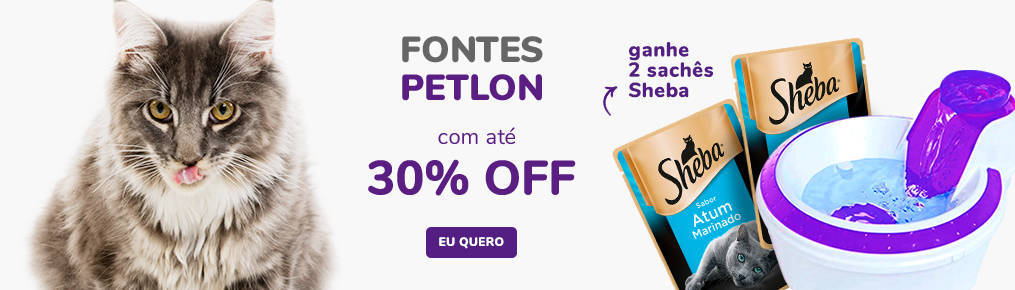 FONTES
PETLON
com até
30% OFF
EU QUERO
ganhe
2 sachês
Sheba
Sheba
Sheba
Sabor
Atum
Marinado